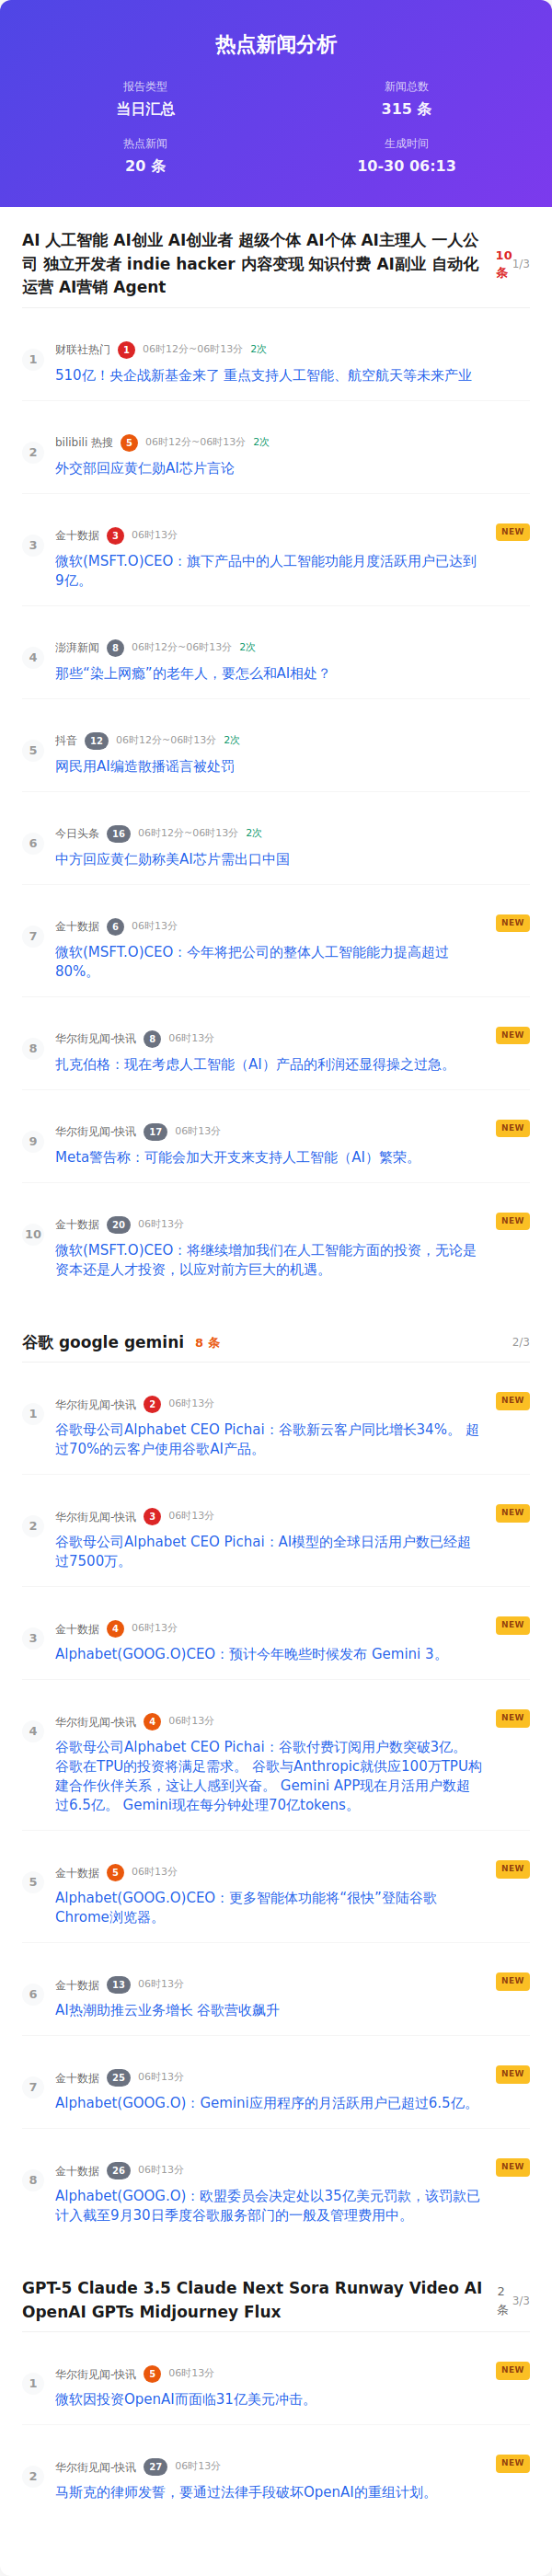 热点新闻分析
报告类型
当日汇总
新闻总数
315 条
热点新闻
20 条
生成时间
10-30 06:13
AI 人工智能 AI创业 AI创业者 超级个体 AI个体 AI主理人 一人公
司 独立开发者 indie hacker 内容变现 知识付费 AI副业 自动化
运营 AI营销 Agent
10
条
1/3
1
财联社热门 1 06时12分~06时13分 2次
510亿！央企战新基金来了 重点支持人工智能、航空航天等未来产业
2
bilibili 热搜 5 06时12分~06时13分 2次
外交部回应黄仁勋AI芯片言论
3
金十数据 3 06时13分
NEW
微软(MSFT.O)CEO：旗下产品中的人工智能功能月度活跃用户已达到
9亿。
4
澎湃新闻 8 06时12分~06时13分 2次
那些“染上网瘾”的老年人，要怎么和AI相处？
5
抖音 12 06时12分~06时13分 2次
网民用AI编造散播谣言被处罚
6
今日头条 16 06时12分~06时13分 2次
中方回应黄仁勋称美AI芯片需出口中国
7
金十数据 6 06时13分
NEW
微软(MSFT.O)CEO：今年将把公司的整体人工智能能力提高超过
80%。
8
华尔街见闻-快讯 8 06时13分
NEW
扎克伯格：现在考虑人工智能（AI）产品的利润还显得操之过急。
9
华尔街见闻-快讯 17 06时13分
NEW
Meta警告称：可能会加大开支来支持人工智能（AI）繁荣。
10
金十数据 20 06时13分
NEW
微软(MSFT.O)CEO：将继续增加我们在人工智能方面的投资，无论是
资本还是人才投资，以应对前方巨大的机遇。
谷歌 google gemini 8 条
2/3
1
华尔街见闻-快讯 2 06时13分
NEW
谷歌母公司Alphabet CEO Pichai：谷歌新云客户同比增长34%。 超
过70%的云客户使用谷歌AI产品。
2
华尔街见闻-快讯 3 06时13分
NEW
谷歌母公司Alphabet CEO Pichai：AI模型的全球日活用户数已经超
过7500万。
3
金十数据 4 06时13分
NEW
Alphabet(GOOG.O)CEO：预计今年晚些时候发布 Gemini 3。
4
华尔街见闻-快讯 4 06时13分
NEW
谷歌母公司Alphabet CEO Pichai：谷歌付费订阅用户数突破3亿。
谷歌在TPU的投资将满足需求。 谷歌与Anthropic就供应100万TPU构
建合作伙伴关系，这让人感到兴奋。 Gemini APP现在月活用户数超
过6.5亿。 Gemini现在每分钟处理70亿tokens。
5
金十数据 5 06时13分
NEW
Alphabet(GOOG.O)CEO：更多智能体功能将“很快”登陆谷歌
Chrome浏览器。
6
金十数据 13 06时13分
NEW
AI热潮助推云业务增长 谷歌营收飙升
7
金十数据 25 06时13分
NEW
Alphabet(GOOG.O)：Gemini应用程序的月活跃用户已超过6.5亿。
8
金十数据 26 06时13分
NEW
Alphabet(GOOG.O)：欧盟委员会决定处以35亿美元罚款，该罚款已
计入截至9月30日季度谷歌服务部门的一般及管理费用中。
GPT-5 Claude 3.5 Claude Next Sora Runway Video AI
OpenAI GPTs Midjourney Flux
2
条
3/3
1
华尔街见闻-快讯 5 06时13分
NEW
微软因投资OpenAI而面临31亿美元冲击。
2
华尔街见闻-快讯 27 06时13分
NEW
马斯克的律师发誓，要通过法律手段破坏OpenAI的重组计划。